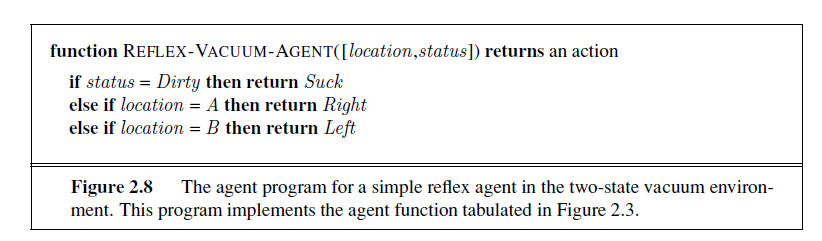 function REFLEX-VACUUM-AGENT([location,status]) returns an action
if status = Dirty then return Suck
else if location = A then return Right
else if location = B then return Left
Figure 2.8 The agent program for a simple reflex agent in the two-state vacuum environ-
ment. This program implements the agent function tabulated in Figure 2.3.